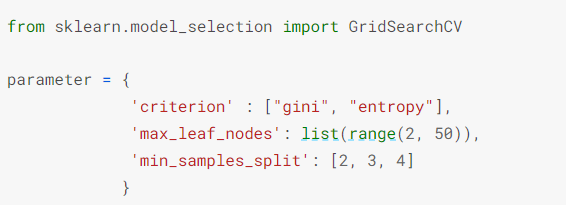 from sklearn.model_selection import GridSearchCV
parameter = {
'criterion' : ["gini", "entropy"],
'max_leaf_nodes': list(range(2, 50)),
'min_samples_split': [2, 3, 4]
}